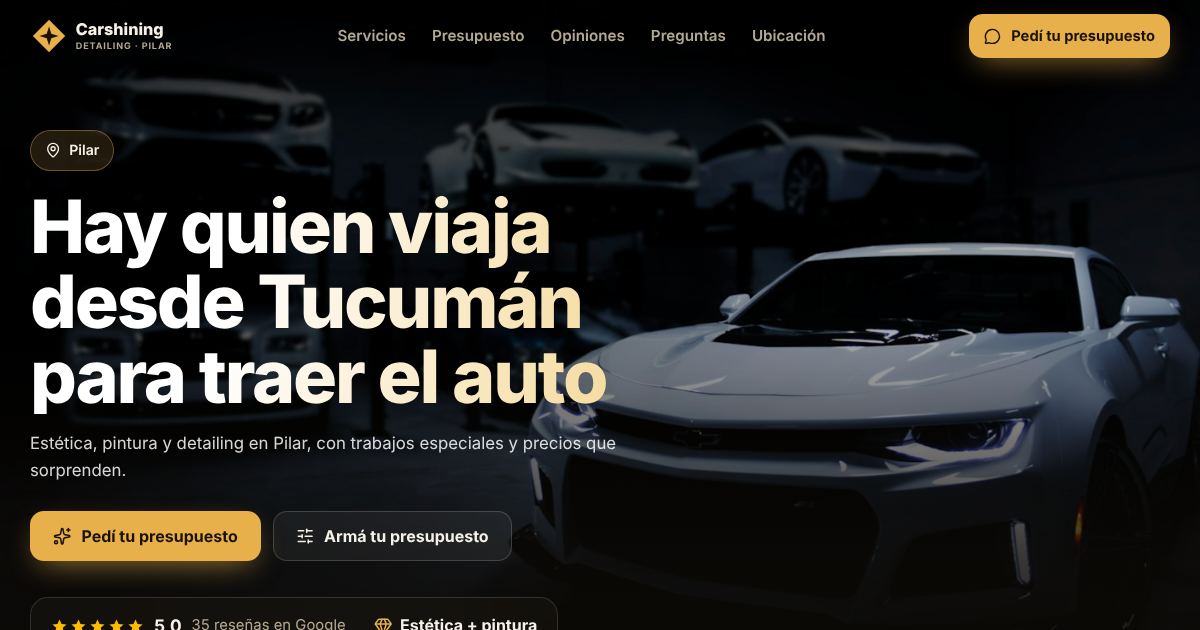 Carshining
DETAILING · PILAR
Servicios
Presupuesto
Opiniones
Preguntas
Ubicación
Pedí tu presupuesto
Pilar
Hay quien viaja
desde Tucumán
para traer el auto
Estética, pintura y detailing en Pilar, con trabajos especiales y precios que
sorprenden.
Pedí tu presupuesto
Armá tu presupuesto
5,0 35 reseñas en Google
Estética + pintura